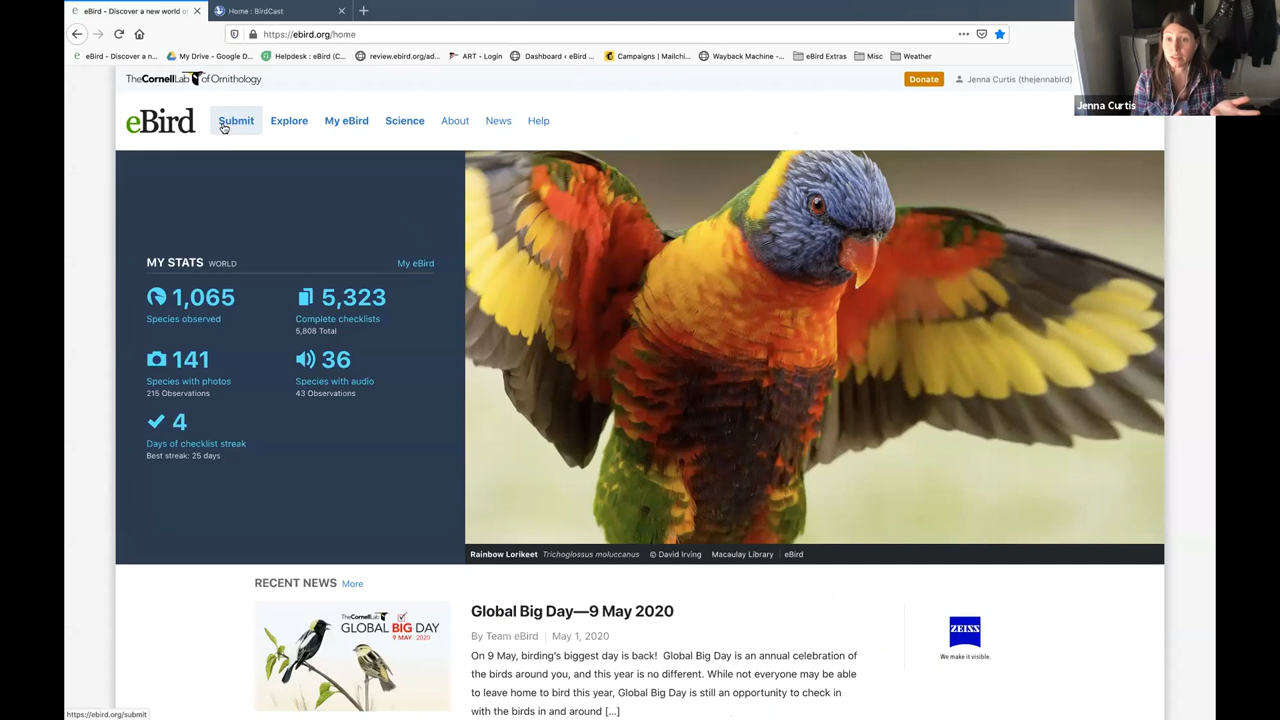 eBird - Discover a new world o
Home : BirdCast
https://ebird.org/home
eBird - Discover a n...
My Drive - Google D...
Helpdesk : eBird (C...
review.ebird.org/ad...
ART - Login
Dashboard ‹ eBird ...
Campaigns | Mailchi...
Wayback Machine -...
eBird Extras
Misc
Weather
Jenna Curtis
TheCornellLab of Ornithology
Donate
Jenna Curtis (thejennabird)
eBird
Submit
Explore
My eBird
Science
About
News
Help
MY STATS WORLD
My eBird
1,065
Species observed
5,323
Complete checklists
5,808 Total
141
Species with photos
215 Observations
36
Species with audio
43 Observations
4
Days of checklist streak
Best streak: 25 days
Rainbow Lorikeet Trichoglossus moluccanus © David Irving Macaulay Library eBird
RECENT NEWS More
TheCornellLab
GLOBAL BIG DAY
9 MAY 2020
Global Big Day—9 May 2020
By Team eBird May 1, 2020
On 9 May, birding's biggest day is back! Global Big Day is an annual celebration of
the birds around you, and this year is no different. While not everyone may be able
to leave home to bird this year, Global Big Day is still an opportunity to check in
with the birds in and around [...]
ZEISS
We make it visible.
https://ebird.org/submit